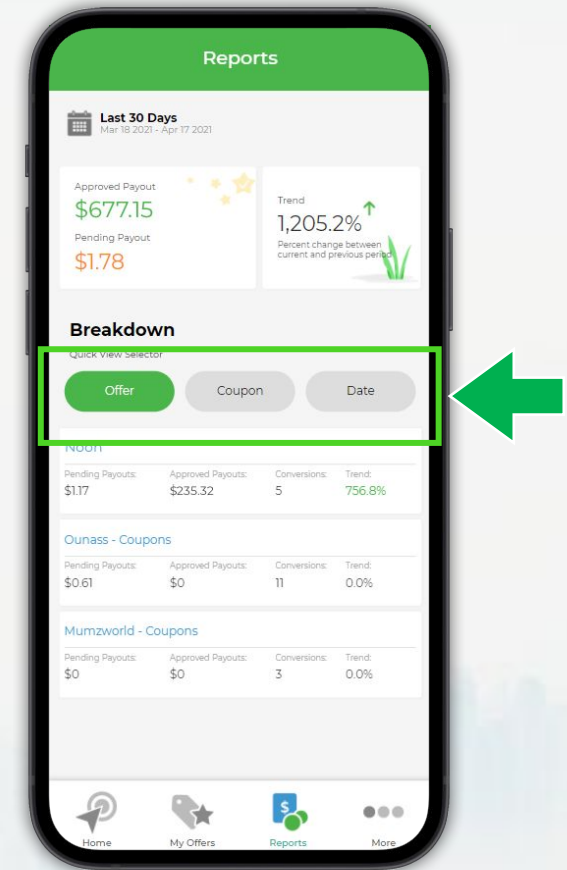 Reports
Last 30 Days
Mar 18 2021 - Apr 17 2021
Approved Payout
$677.15
Pending Payout
$1.78
Trend
1,205.2%
Percent change between
current and previous period
Breakdown
Quick View Selector
Offer Coupon Date
Noon
Pending Payouts: Approved Payouts: Conversions: Trend:
$1.17 $235.32 5 756.8%
Ounass - Coupons
Pending Payouts: Approved Payouts: Conversions: Trend:
$0.61 $0 11 0.0%
Mumzworld - Coupons
Pending Payouts: Approved Payouts: Conversions: Trend:
$0 $0 3 0.0%
Home My Offers Reports More